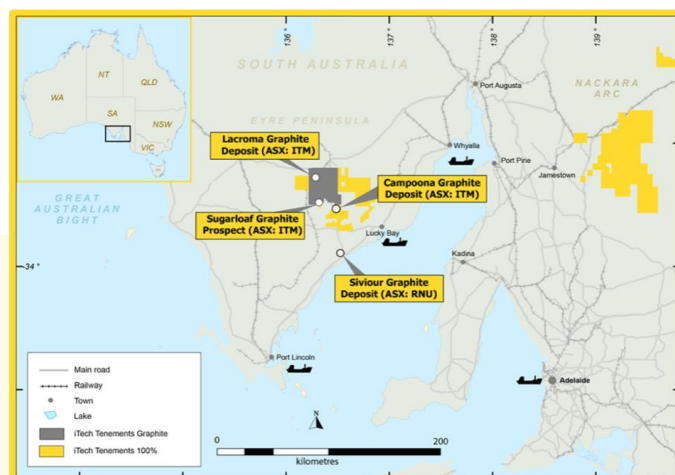 136 °
137 °
138 °
139 °
NT
QLD
WA
SA
NSW
VIC
SOUTH AUSTRALIA
Port Augusta
NACKARA
ARC
EYRE PENINSULA
Lacroma Graphite
Deposit (ASX: ITM)
Whyalla
Port Pirie
Jamestown
Campoona Graphite
Deposit (ASX: ITM)
GREAT
AUSTRALIAN
BIGHT
Sugarloaf Graphite
Prospect (ASX: ITM)
Lucky Bay
Kadina
-34 °
Siviour Graphite
Deposit (ASX: RNU)
Port Lincoln
Adelaide
Main road
Railway
Town
Lake
iTech Tenements Graphite
iTech Tenements 100%
N
0
200
kilometres